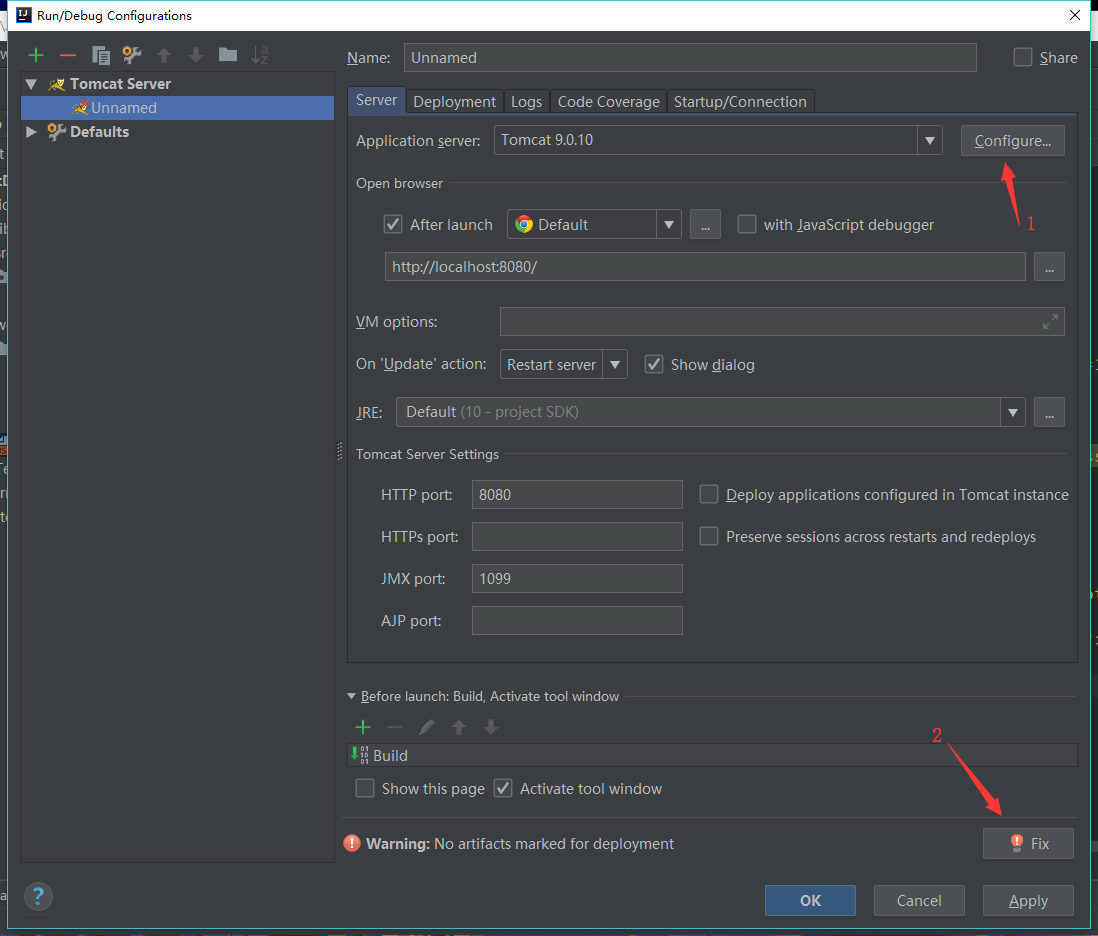 Run/Debug Configurations
Name: Unnamed Share
Tomcat Server
Unnamed
Defaults
Server Deployment Logs Code Coverage Startup/Connection
Application server: Tomcat 9.0.10 Configure...
1
Open browser
After launch Default ... with JavaScript debugger
http://localhost:8080/ ...
VM options:
On 'Update' action: Restart server Show dialog
JRE: Default (10 - project SDK) ...
Tomcat Server Settings
HTTP port: 8080 Deploy applications configured in Tomcat instance
HTTPs port: Preserve sessions across restarts and redeploys
JMX port: 1099
AJP port:
Before launch: Build, Activate tool window
2
Build
Show this page Activate tool window
Warning: No artifacts marked for deployment Fix
? OK Cancel Apply